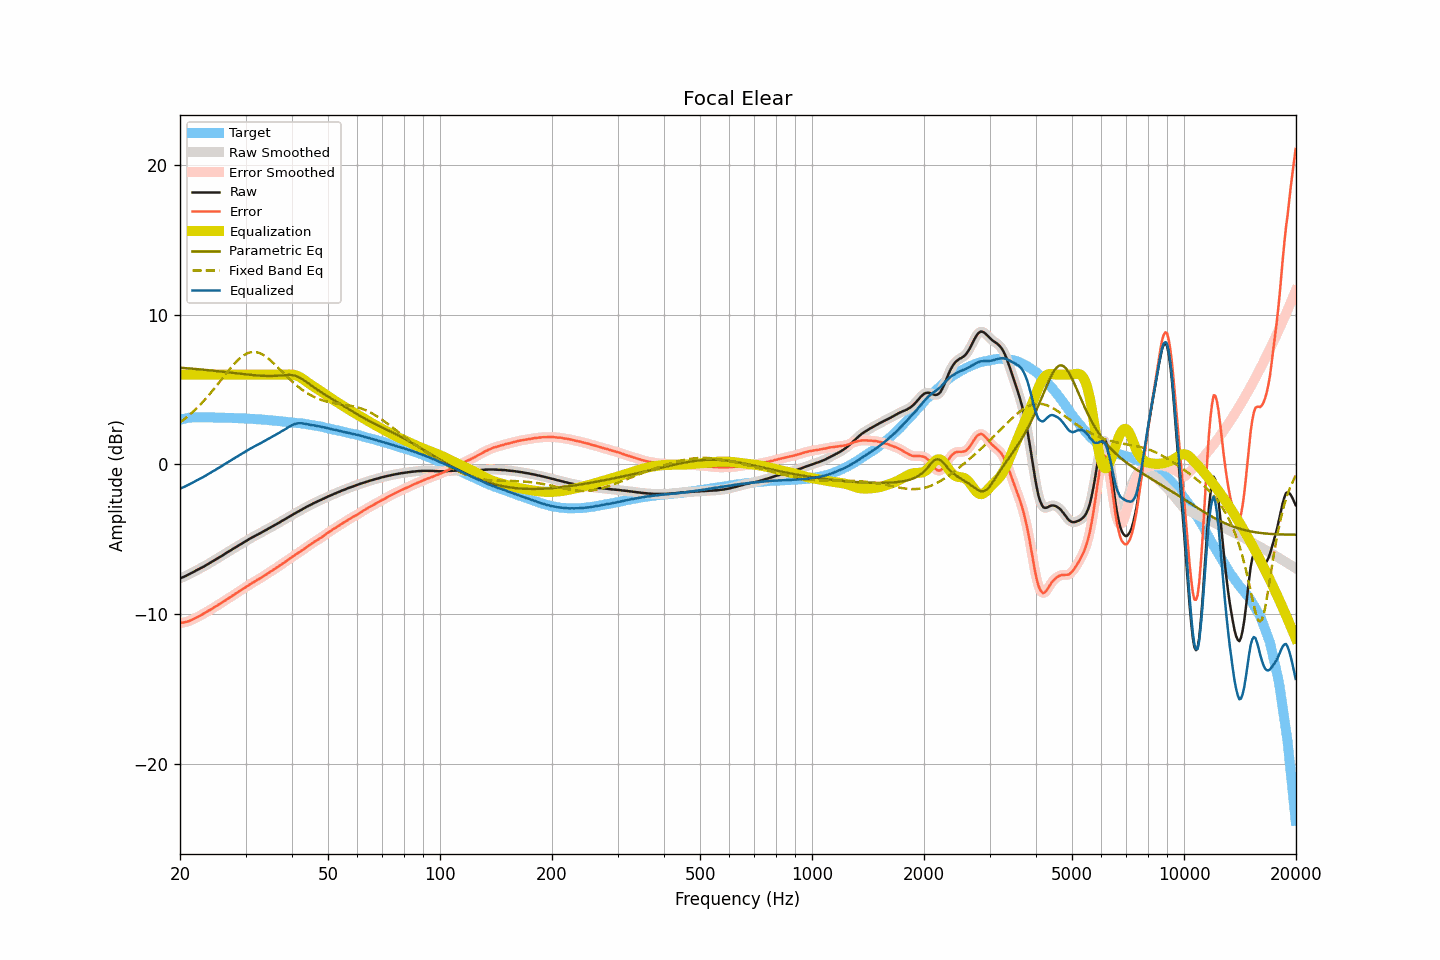 Focal Elear
Target
Raw Smoothed
Error Smoothed
Raw
Error
Equalization
Parametric Eq
Fixed Band Eq
Equalized
20
10
0
−10
−20
Amplitude (dBr)
20 50 100 200 500 1000 2000 5000 10000 20000
Frequency (Hz)